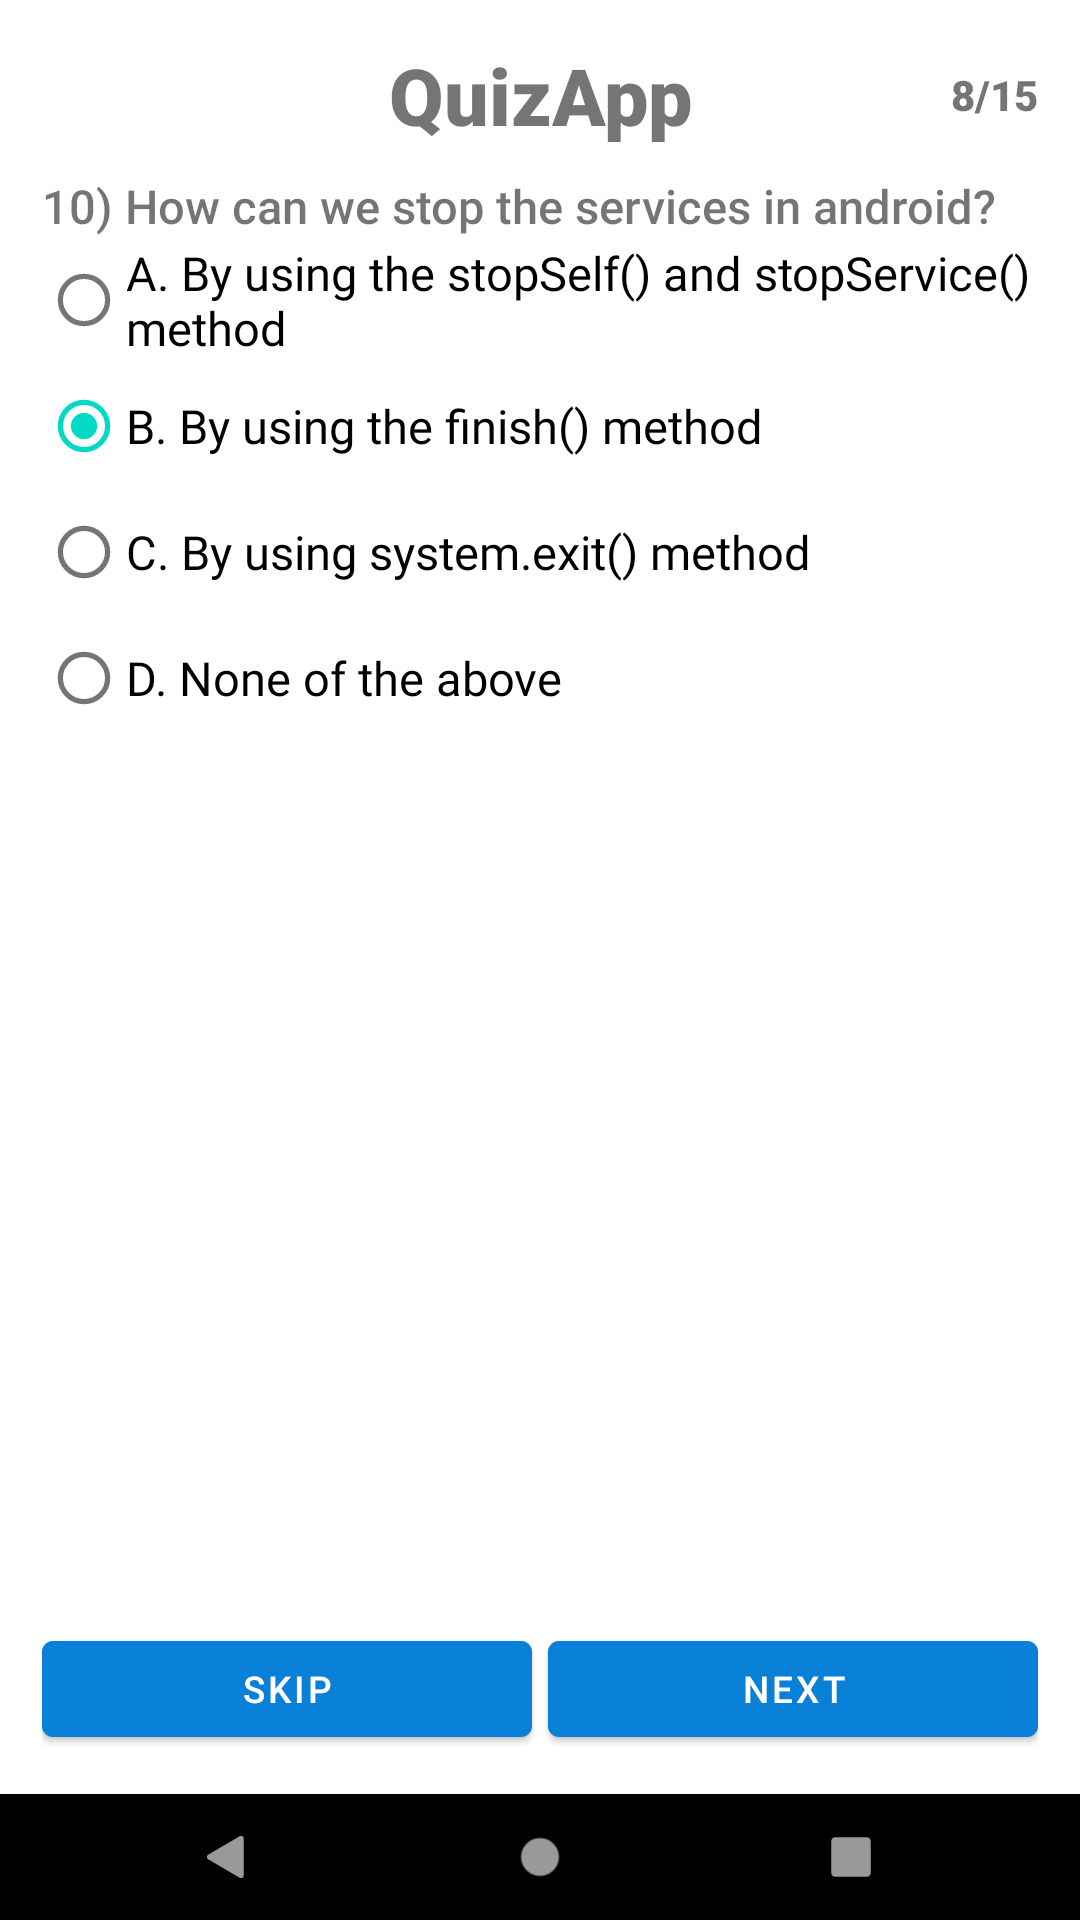 QuizApp
8/15
10) How can we stop the services in android?
A. By using the stopSelf() and stopService()
method
B. By using the finish() method
C. By using system.exit() method
D. None of the above
SKIP
NEXT